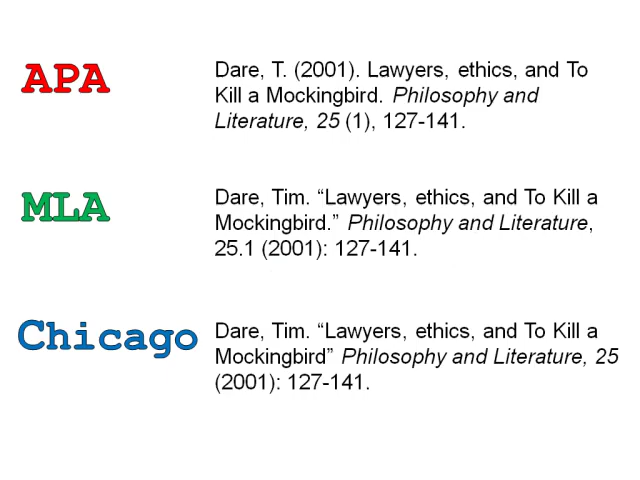 APA
Dare, T. (2001). Lawyers, ethics, and To
Kill a Mockingbird. Philosophy and
Literature, 25 (1), 127-141.
MLA
Dare, Tim. “Lawyers, ethics, and To Kill a
Mockingbird.” Philosophy and Literature,
25.1 (2001): 127-141.
Chicago
Dare, Tim. “Lawyers, ethics, and To Kill a
Mockingbird” Philosophy and Literature, 25
(2001): 127-141.